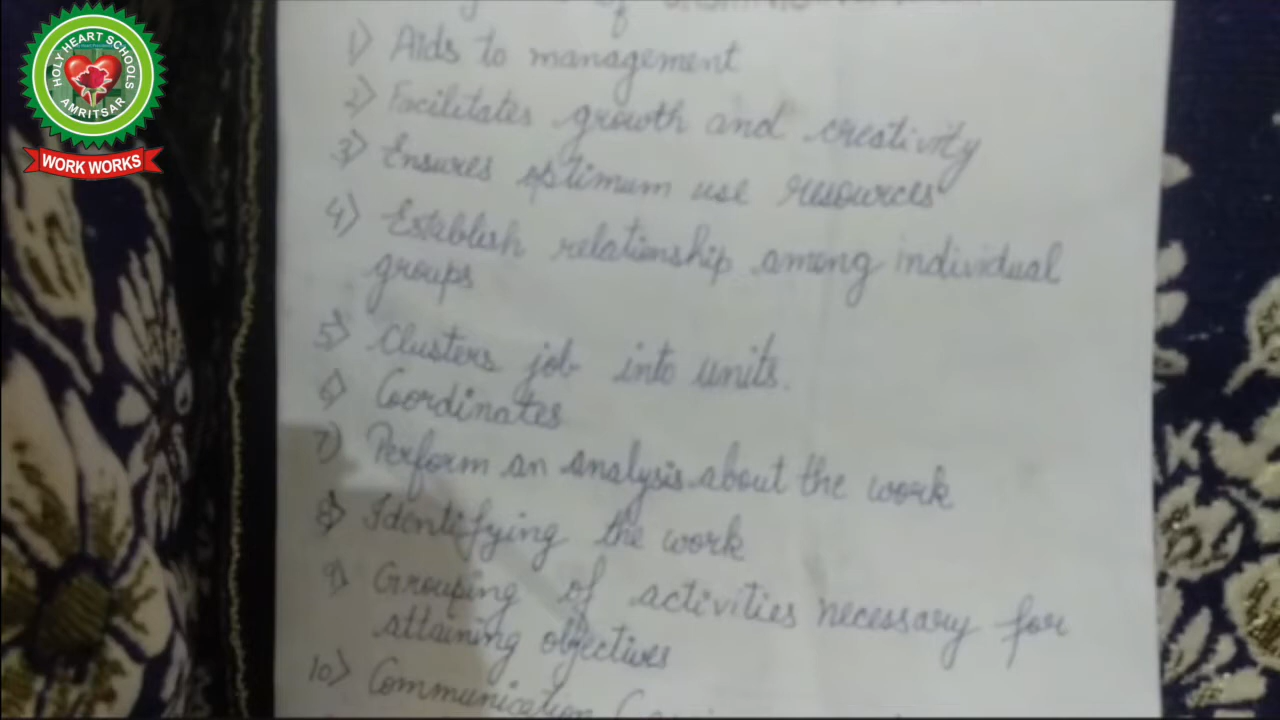 HOLY HEART SCHOOLS
AMRITSAR
WORK WORKS
of
1) Aids to management
2) Facilitates growth and creativity
3) Ensures optimum use resources
4) Establish relationship among individual
groups
5) Clusters job into units.
6) Coordinates
7) Perform an analysis about the work
8) Identifying the work
9) Grouping of activities necessary for
attaining objectives
10) Communication